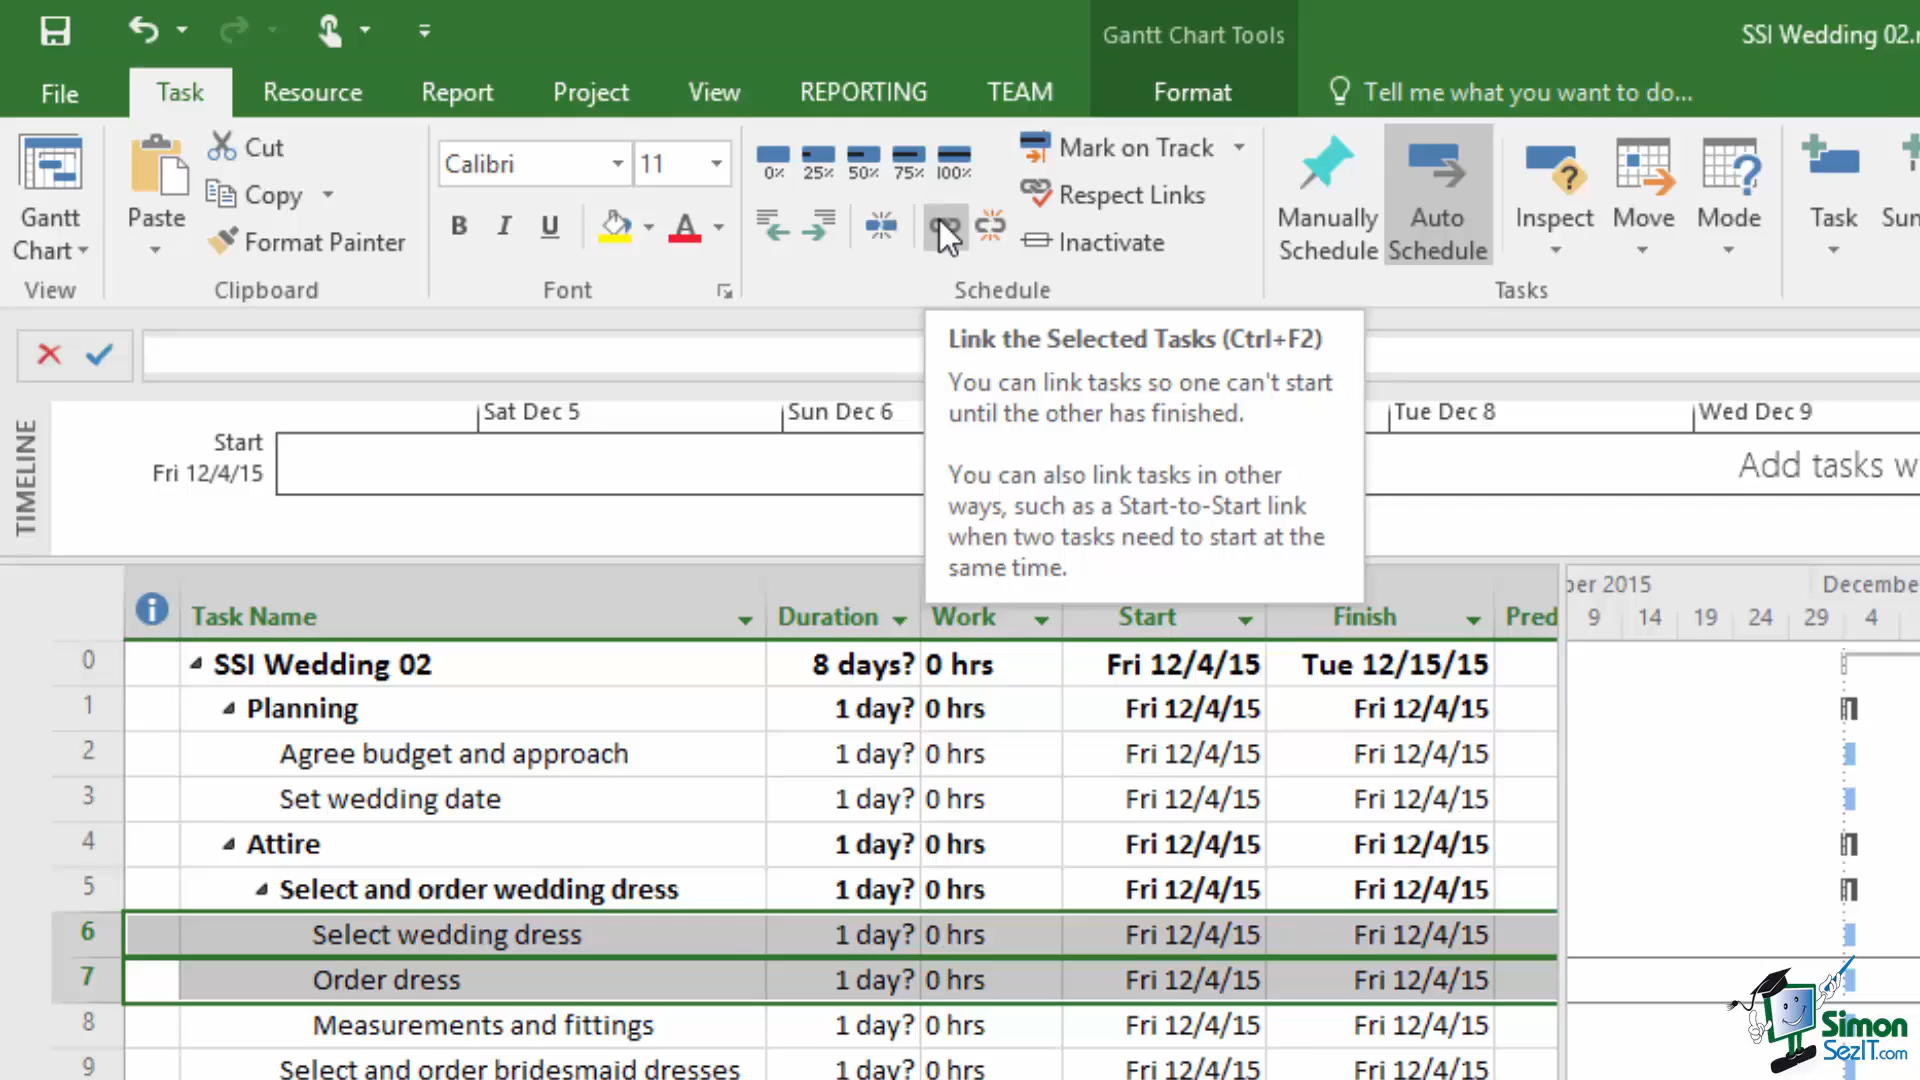 Gantt Chart Tools
SSI Wedding 02.
File Task Resource Report Project View REPORTING TEAM Format Tell me what you want to do...
Cut
Copy
Format Painter
Paste
Gantt Chart
Calibri 11
B I U A
0% 25% 50% 75% 100%
Mark on Track
Respect Links
Inactivate
Manually Schedule
Auto Schedule
Inspect Move Mode Task
View Clipboard Font Schedule Tasks
Link the Selected Tasks (Ctrl+F2)
You can link tasks so one can't start
until the other has finished.
You can also link tasks in other
ways, such as a Start-to-Start link
when two tasks need to start at the
same time.
TIMELINE
Sat Dec 5 Sun Dec 6 Tue Dec 8 Wed Dec 9
Start
Fri 12/4/15
Add tasks w
ber 2015 December
9 14 19 24 29 4
Task Name Duration Work Start Finish Pred
0 SSI Wedding 02 8 days? 0 hrs Fri 12/4/15 Tue 12/15/15
1 Planning 1 day? 0 hrs Fri 12/4/15 Fri 12/4/15
2 Agree budget and approach 1 day? 0 hrs Fri 12/4/15 Fri 12/4/15
3 Set wedding date 1 day? 0 hrs Fri 12/4/15 Fri 12/4/15
4 Attire 1 day? 0 hrs Fri 12/4/15 Fri 12/4/15
5 Select and order wedding dress 1 day? 0 hrs Fri 12/4/15 Fri 12/4/15
6 Select wedding dress 1 day? 0 hrs Fri 12/4/15 Fri 12/4/15
7 Order dress 1 day? 0 hrs Fri 12/4/15 Fri 12/4/15
8 Measurements and fittings 1 day? 0 hrs Fri 12/4/15 Fri 12/4/15
9 Select and order bridesmaid dresses 1 day? 0 hrs Fri 12/4/15 Fri 12/4/15
Simon
SezIT.com